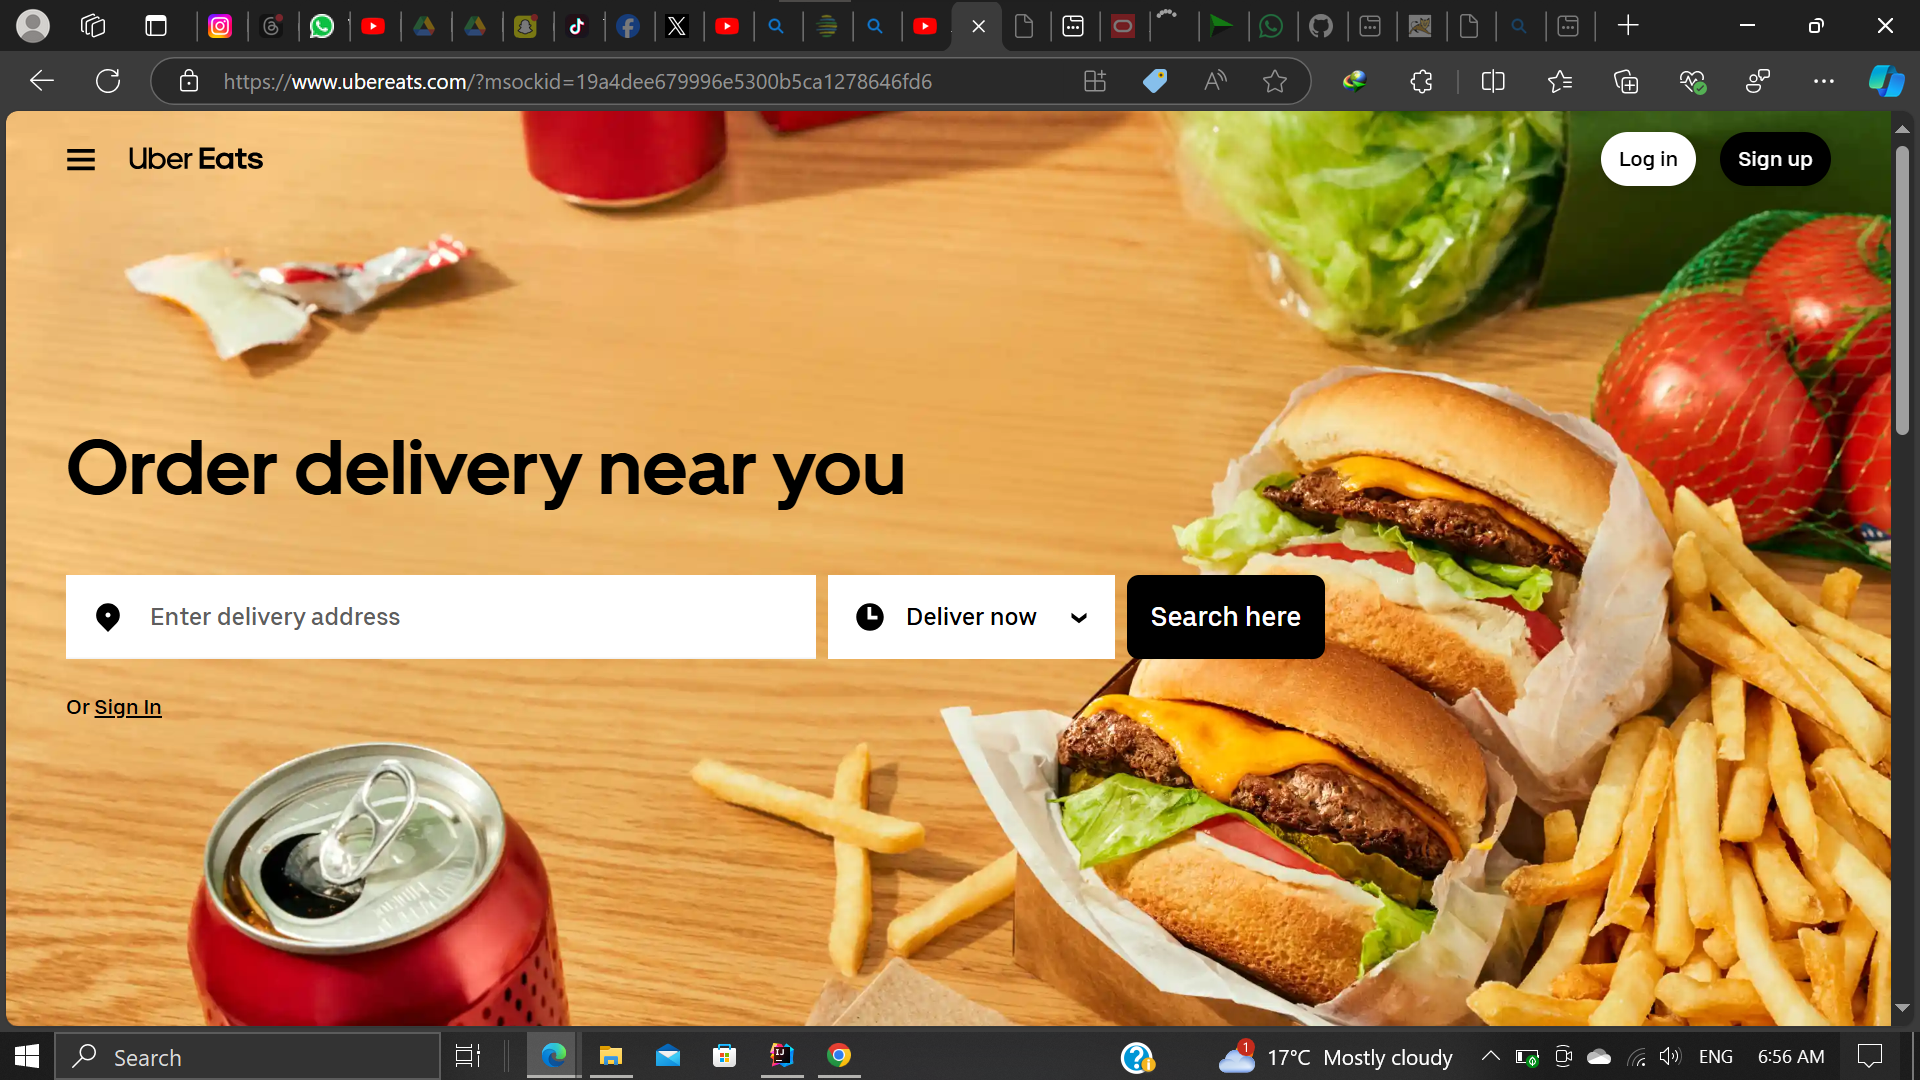 https://www.ubereats.com/?msockid=19a4dee679996e5300b5ca1278646fd6
Uber Eats
Log in
Sign up
Order delivery near you
Enter delivery address
Deliver now
Search here
Or Sign In
Search
1
17°C Mostly cloudy
ENG
6:56 AM